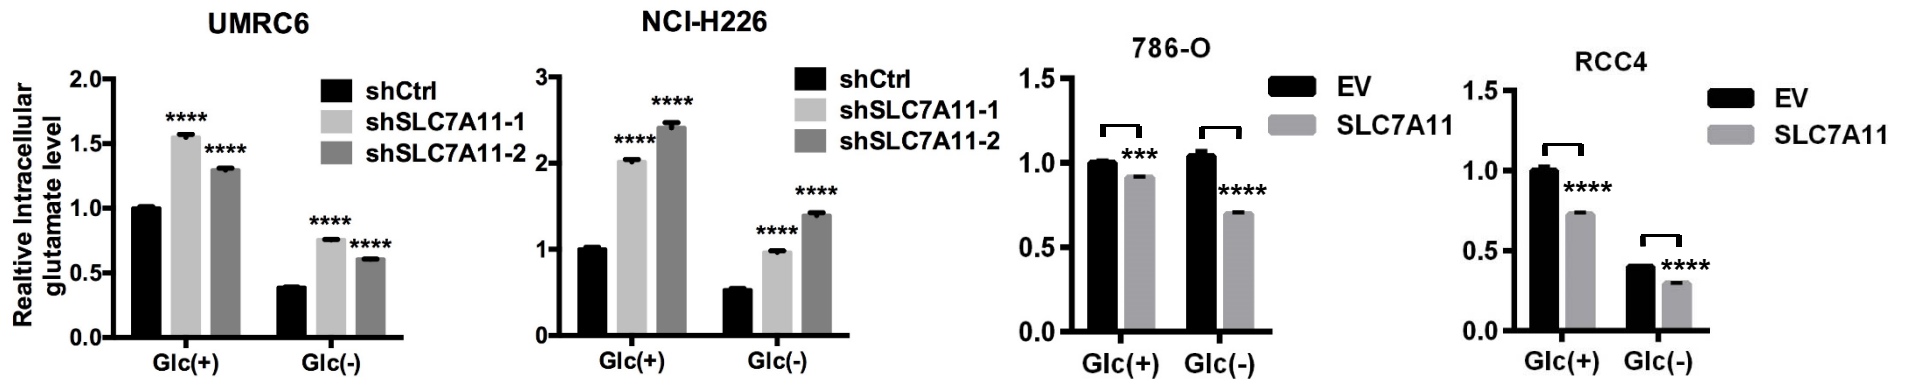 UMRC6
Realtive Intracellular
glutamate level
2.0
1.5
1.0
0.5
0.0
shCtrl
shSLC7A11-1
shSLC7A11-2
****
****
****
****
Glc(+)
Glc(-)
NCI-H226
3
2
1
0
shCtrl
shSLC7A11-1
shSLC7A11-2
****
****
****
****
Glc(+)
Glc(-)
786-O
1.5
1.0
0.5
0.0
EV
SLC7A11
***
****
Glc(+)
Glc(-)
RCC4
1.5
1.0
0.5
0.0
EV
SLC7A11
****
****
Glc(+)
Glc(-)